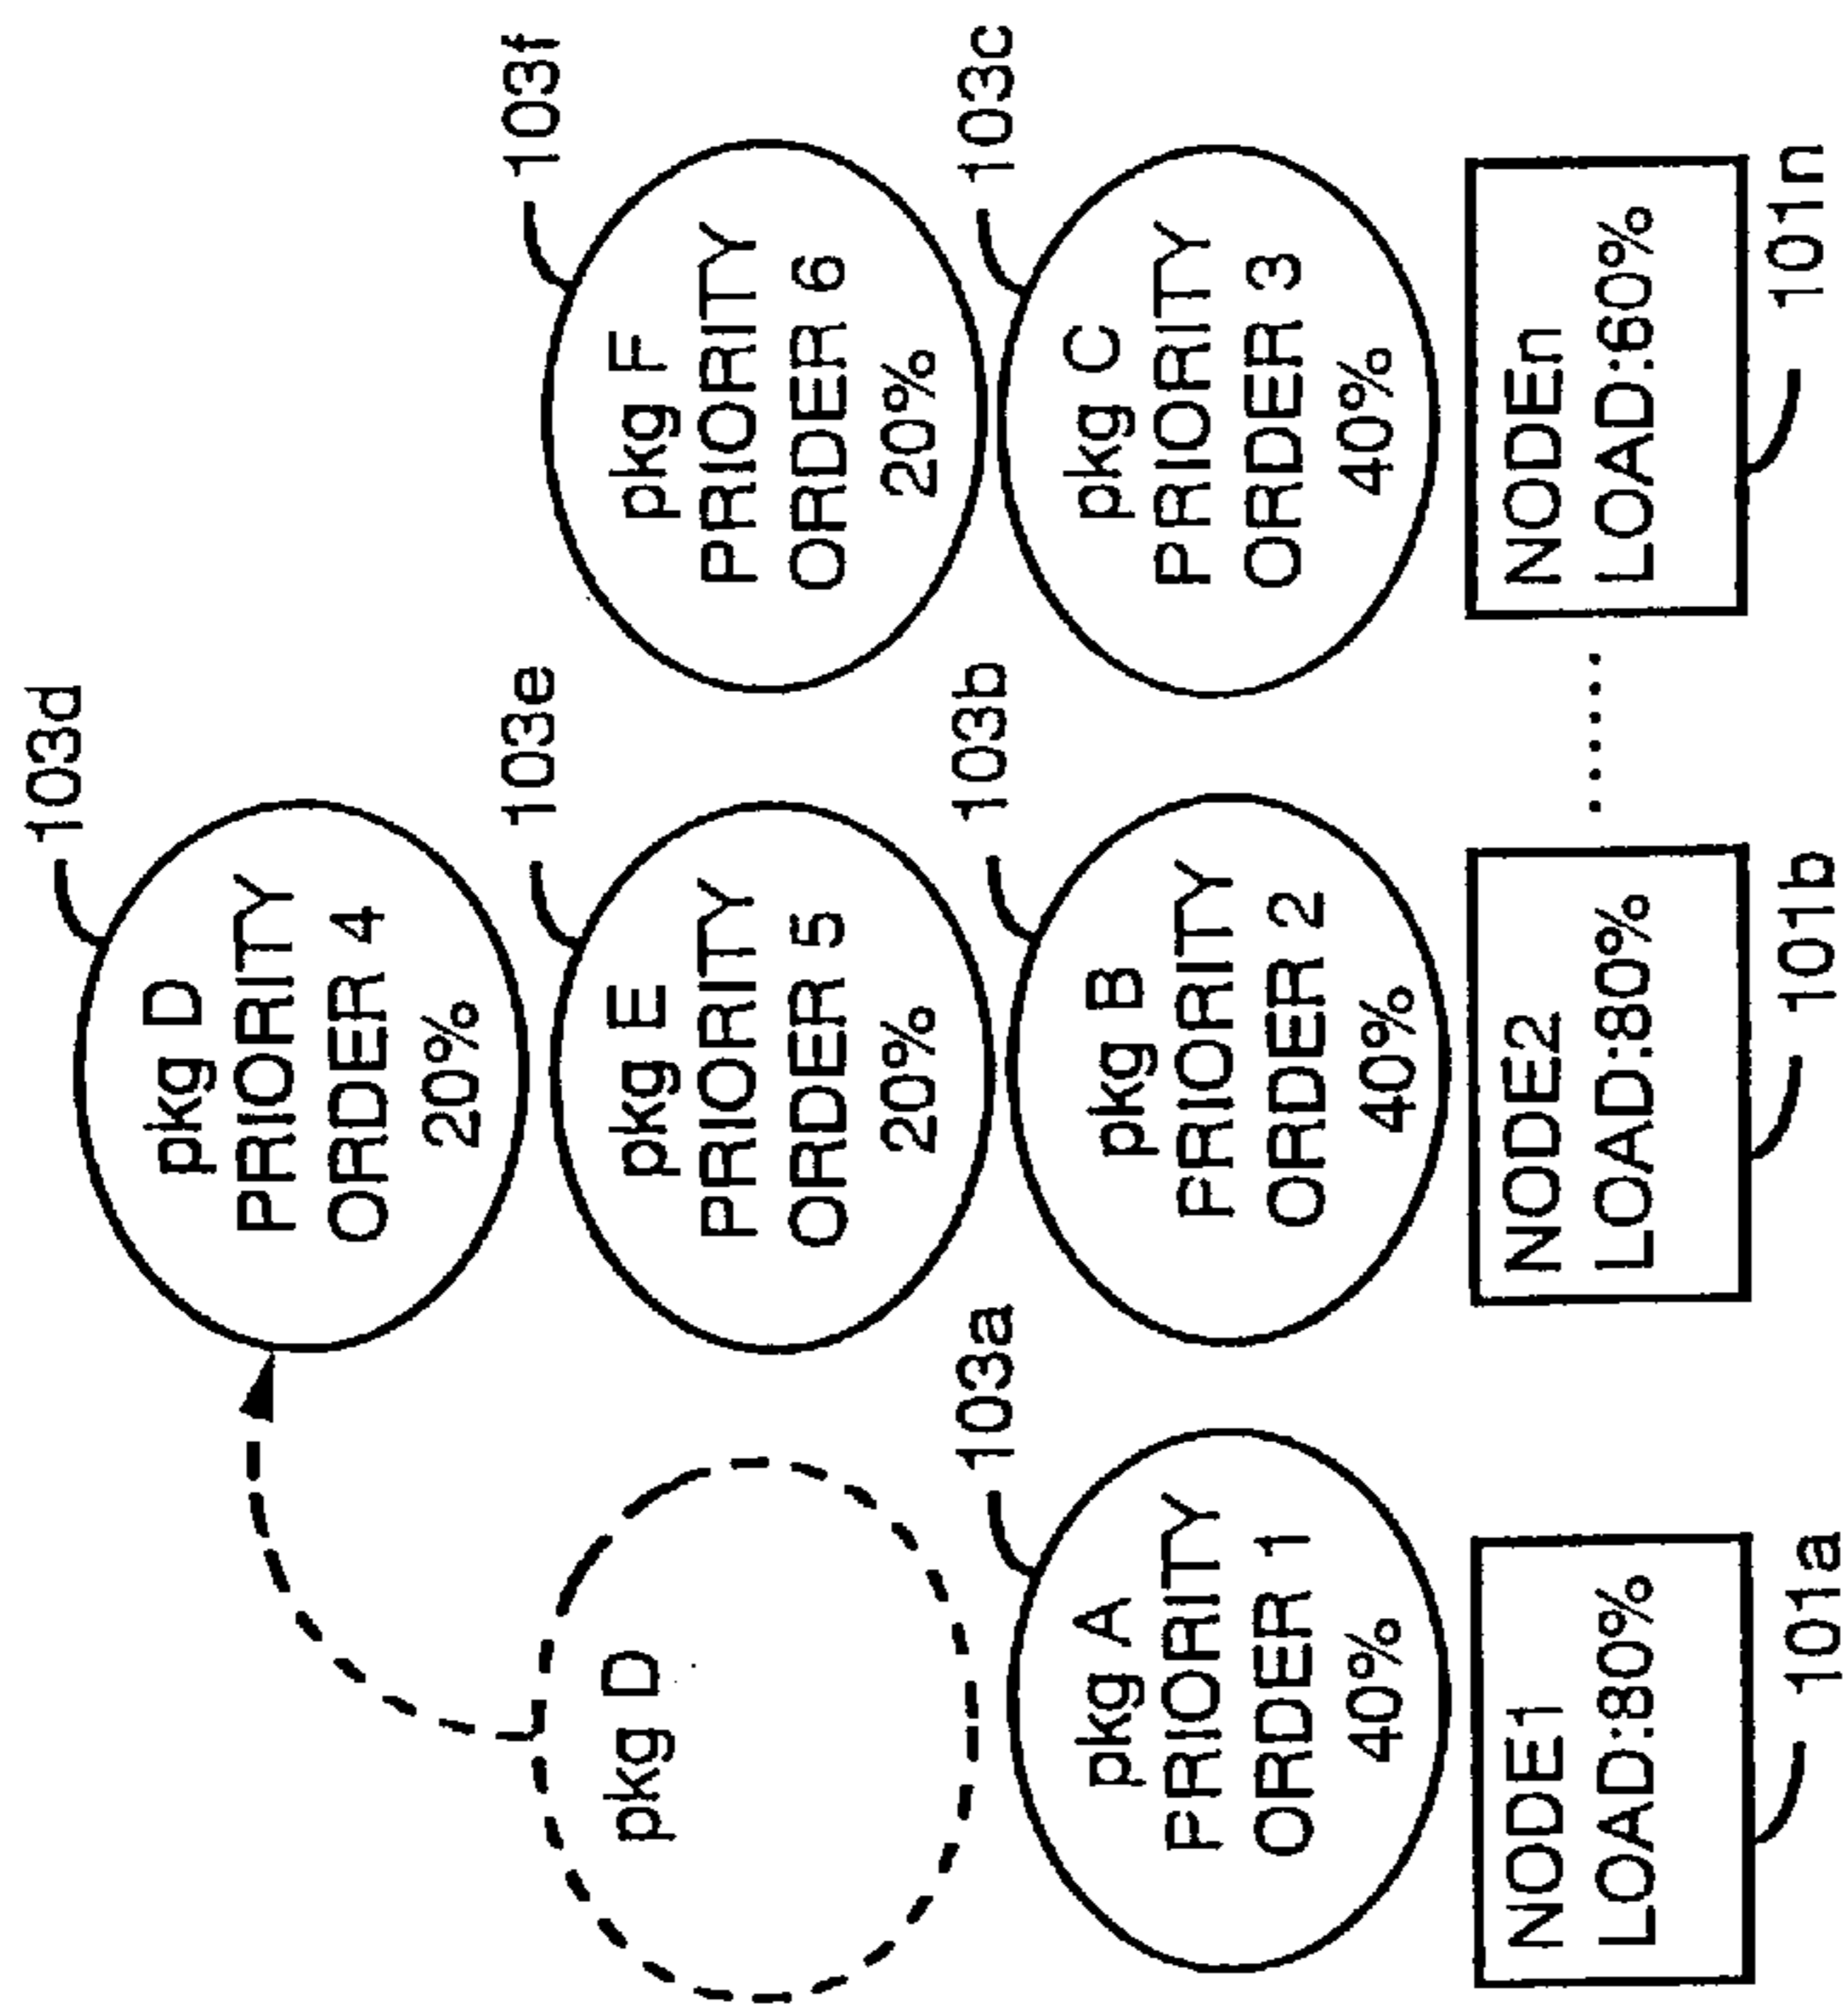 103d
pkg D
PRIORITY
ORDER 4
20%
pkg D
103e
pkg E
PRIORITY
ORDER 5
20%
103f
pkg F
PRIORITY
ORDER 6
20%
103a
pkg A
PRIORITY
ORDER 1
40%
103b
pkg B
FRIORITY
ORDER 2
40%
103c
pkg C
PRIORITY
ORDER 3
40%
NODE1
LOAD:80%
101a
NODE2
LOAD:80%
101b
......
NODEn
LOAD:60%
101n